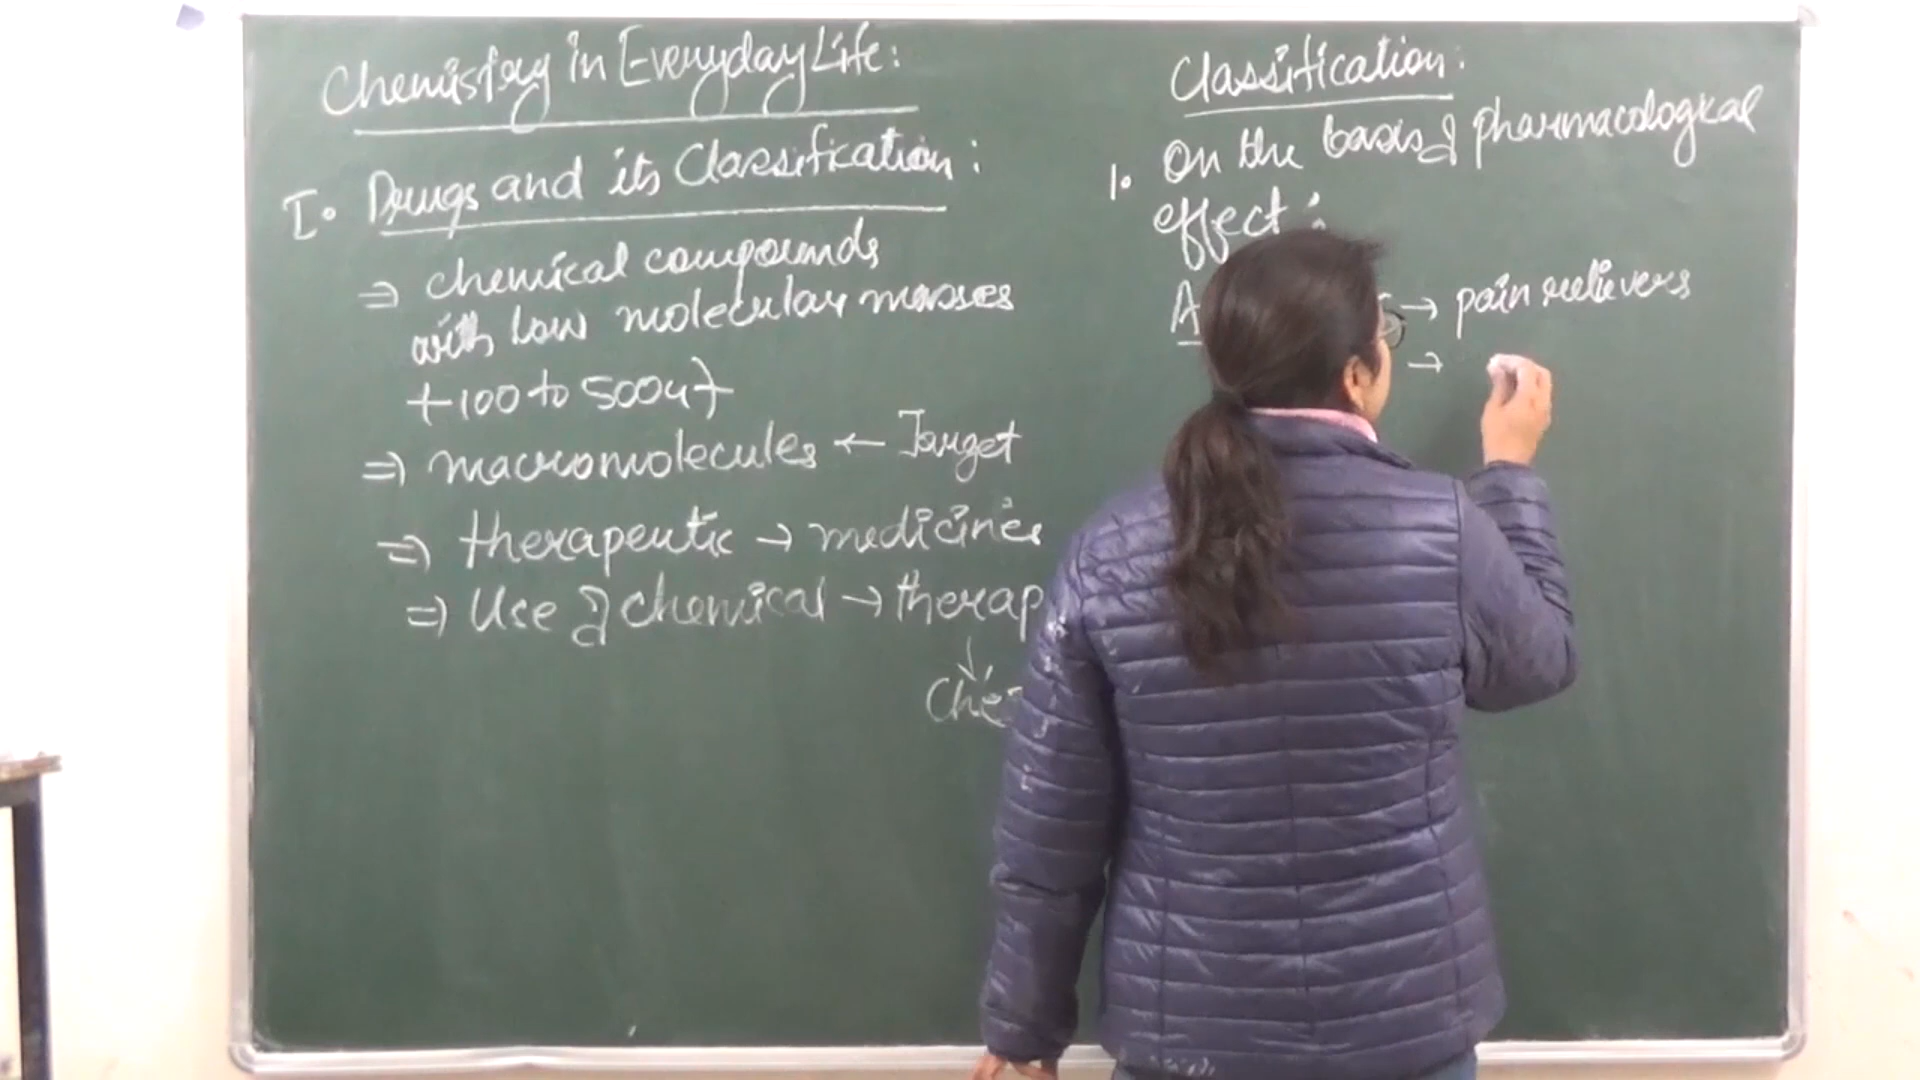 Chemistry in Everyday Life:
I. Drugs and its Classification:
⇒ chemical compounds
with low molecular masses
(100 to 500u)
⇒ macromolecules ← Target
⇒ therapeutic → medicines
⇒ Use of chemical → therap
↓
Che
Classification:
1. On the basis of pharmacological
effect:
A → pain relievers
→